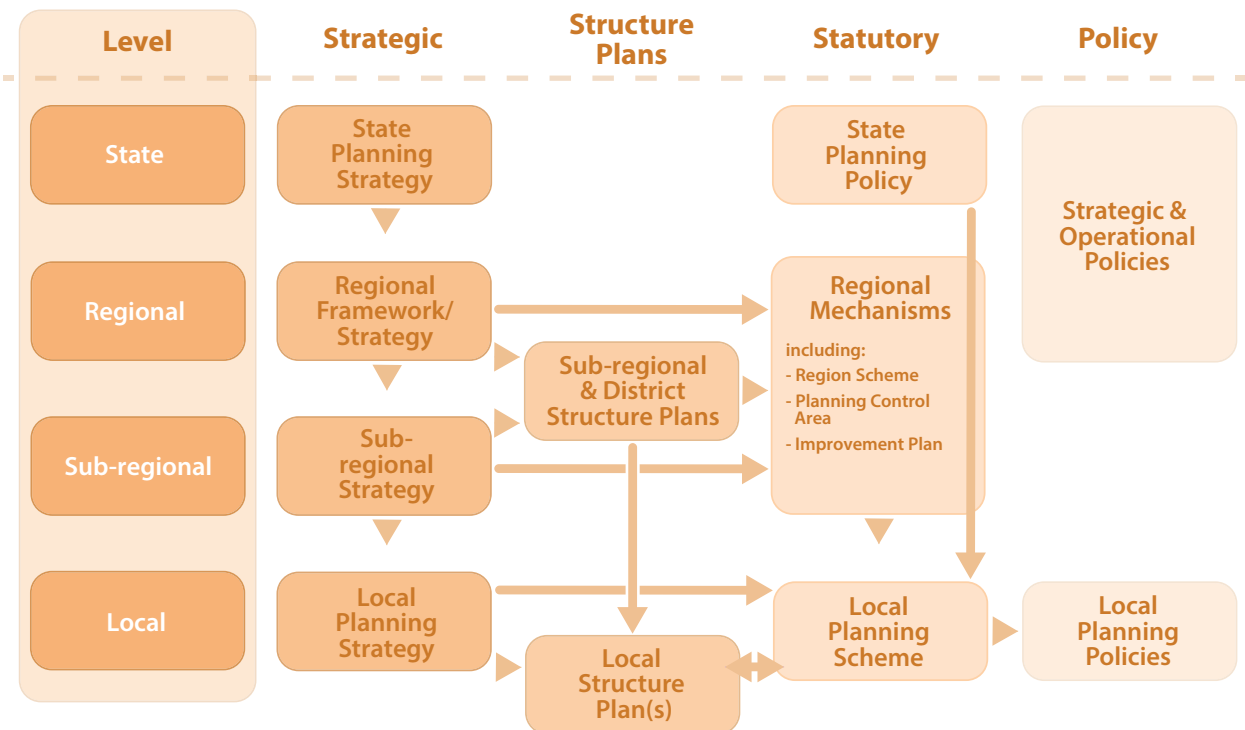 Level
Strategic
Structure
Plans
Statutory
Policy
State
State
Planning
Strategy
State
Planning
Policy
Strategic &
Operational
Policies
Regional
Regional
Framework/
Strategy
Regional
Mechanisms
including:
- Region Scheme
- Planning Control
Area
- Improvement Plan
Sub-regional
& District
Structure Plans
Sub-regional
Sub-
regional
Strategy
Local
Local
Planning
Strategy
Local
Structure
Plan(s)
Local
Planning
Scheme
Local
Planning
Policies